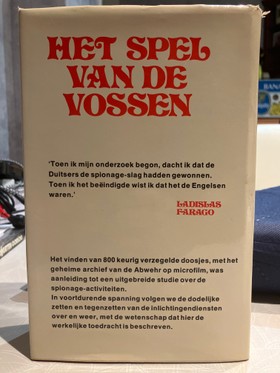 HET SPEL
VAN DE
VOSSEN
'Toen ik mijn onderzoek begon, dacht ik dat de
Duitsers de spionage-slag hadden gewonnen.
Toen ik het beëindigde wist ik dat het de Engelsen
waren.'
LADISLAS
FARAGO
Het vinden van 800 keurig verzegelde doosjes, met het
geheime archief van de Abwehr op microfilm, was
aanleiding tot een uitgebreide studie over de
spionage-activiteiten.
In voortdurende spanning volgen we de dodelijke
zetten en tegenzetten van de inlichtingendiensten
over en weer, met de wetenschap dat hier de
werkelijke toedracht is beschreven.
BAN